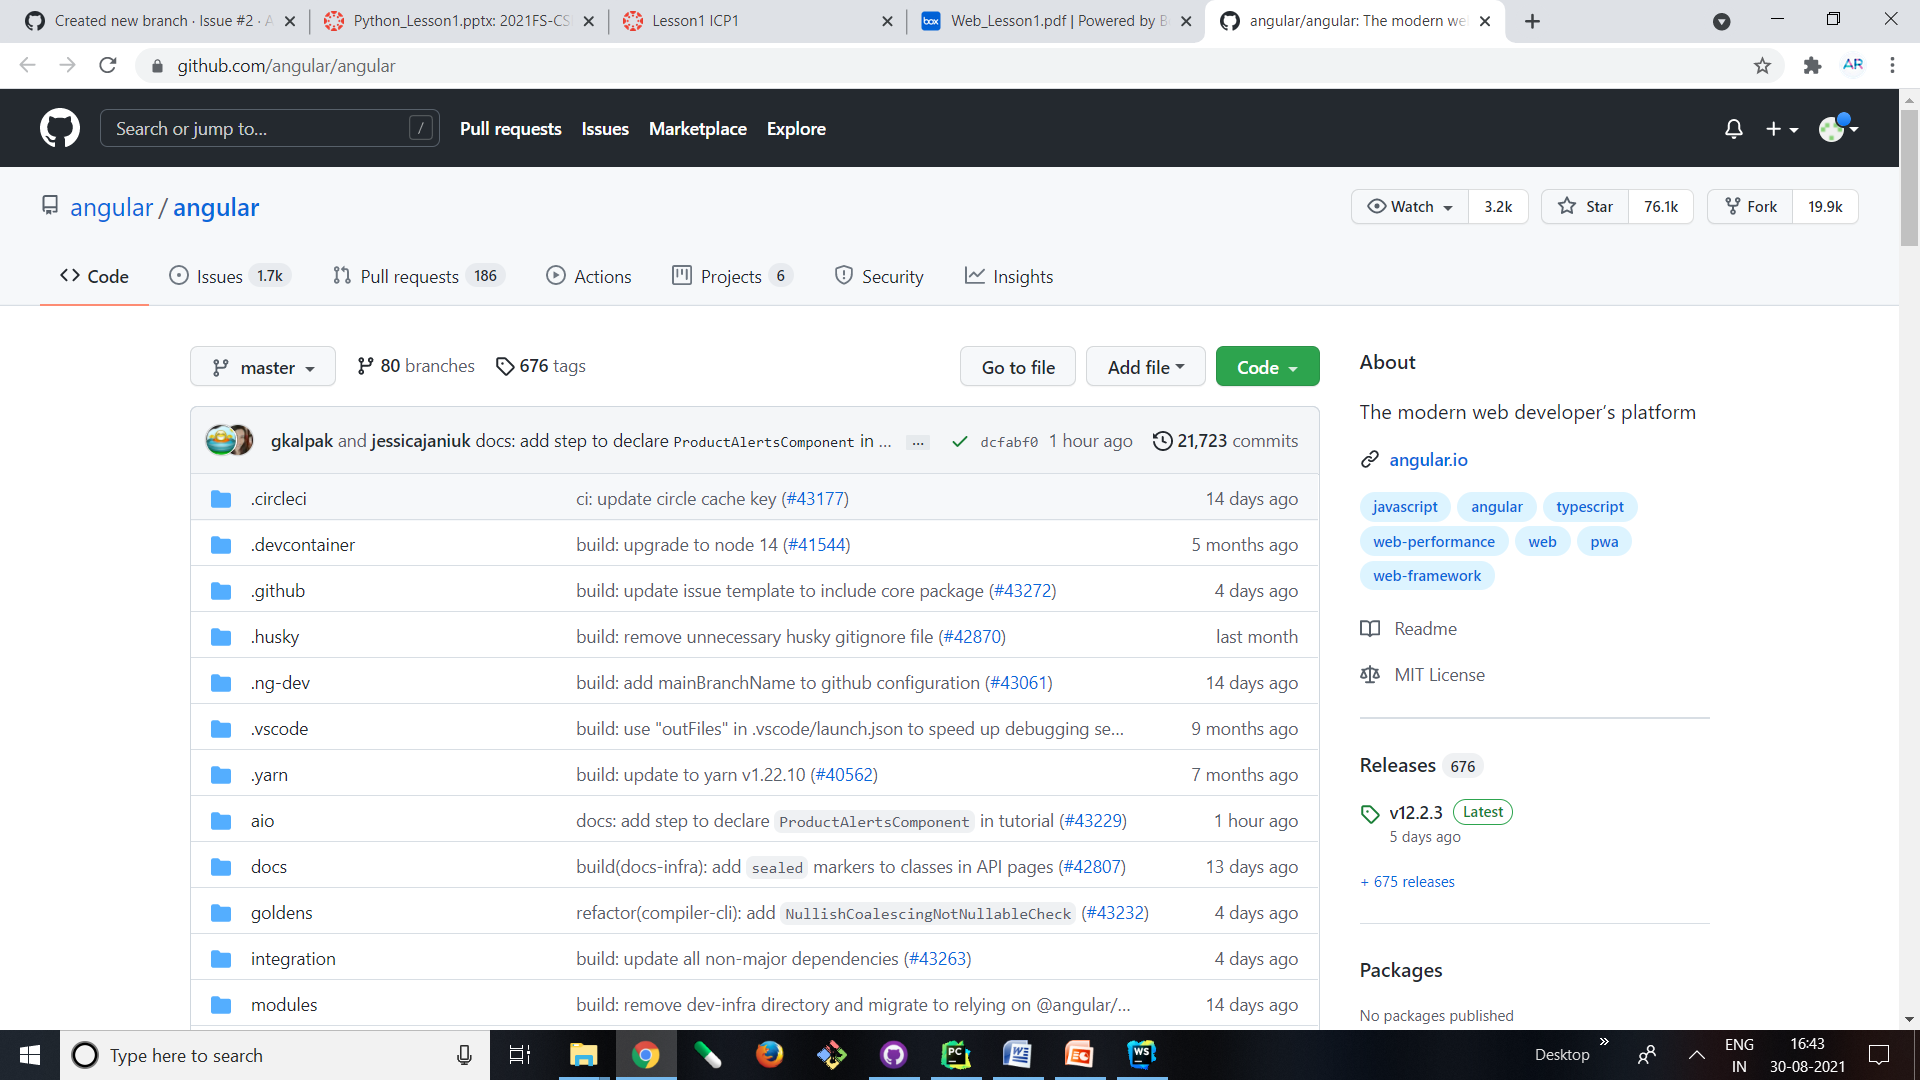 Created new branch · Issue #2 · A
Python_Lesson1.pptx: 2021FS-CS
Lesson1 ICP1
Web_Lesson1.pdf | Powered by B
angular/angular: The modern we
github.com/angular/angular
AR
Search or jump to...
/
Pull requests
Issues
Marketplace
Explore
angular / angular
Watch 3.2k
Star 76.1k
Fork 19.9k
Code
Issues 1.7k
Pull requests 186
Actions
Projects 6
Security
Insights
master
80 branches
676 tags
Go to file
Add file
Code
gkalpak and jessicajaniuk docs: add step to declare ProductAlertsComponent in ... ... dcfabf0 1 hour ago 21,723 commits
.circleci ci: update circle cache key (#43177) 14 days ago
.devcontainer build: upgrade to node 14 (#41544) 5 months ago
.github build: update issue template to include core package (#43272) 4 days ago
.husky build: remove unnecessary husky gitignore file (#42870) last month
.ng-dev build: add mainBranchName to github configuration (#43061) 14 days ago
.vscode build: use "outFiles" in .vscode/launch.json to speed up debugging se... 9 months ago
.yarn build: update to yarn v1.22.10 (#40562) 7 months ago
aio docs: add step to declare ProductAlertsComponent in tutorial (#43229) 1 hour ago
docs build(docs-infra): add sealed markers to classes in API pages (#42807) 13 days ago
goldens refactor(compiler-cli): add NullishCoalescingNotNullableCheck (#43232) 4 days ago
integration build: update all non-major dependencies (#43263) 4 days ago
modules build: remove dev-infra directory and migrate to relying on @angular/... 14 days ago
About
The modern web developer's platform
angular.io
javascript angular typescript
web-performance web pwa
web-framework
Readme
MIT License
Releases 676
v12.2.3 Latest
5 days ago
+ 675 releases
Packages
No packages published
Type here to search
Desktop
ENG
IN
16:43
30-08-2021